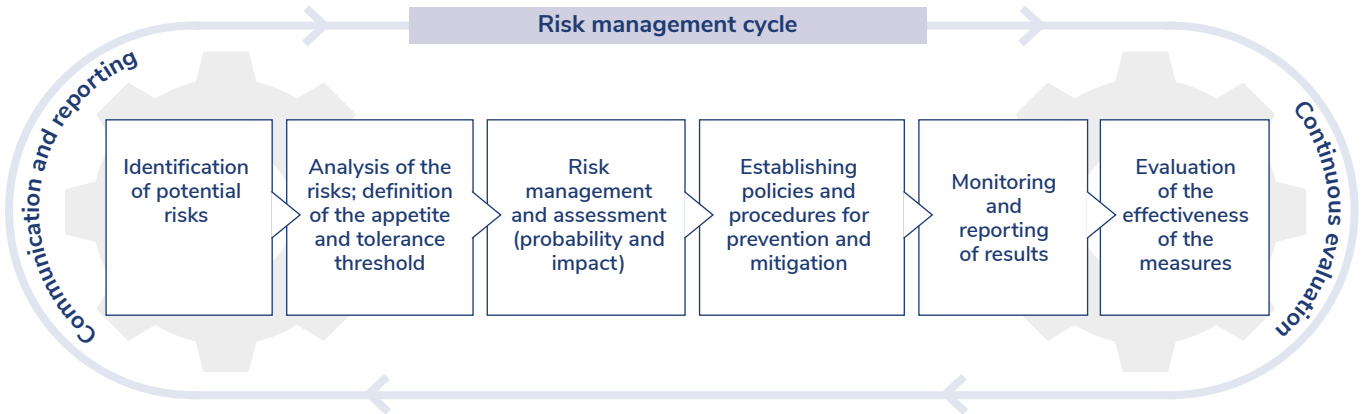 Risk management cycle
Communication and reporting
Identification
of potential
risks
Analysis of the
risks; definition
of the appetite
and tolerance
threshold
Risk
management
and assessment
(probability and
impact)
Establishing
policies and
procedures for
prevention and
mitigation
Monitoring
and
reporting
of results
Evaluation
of the
effectiveness
of the
measures
Continuous evaluation